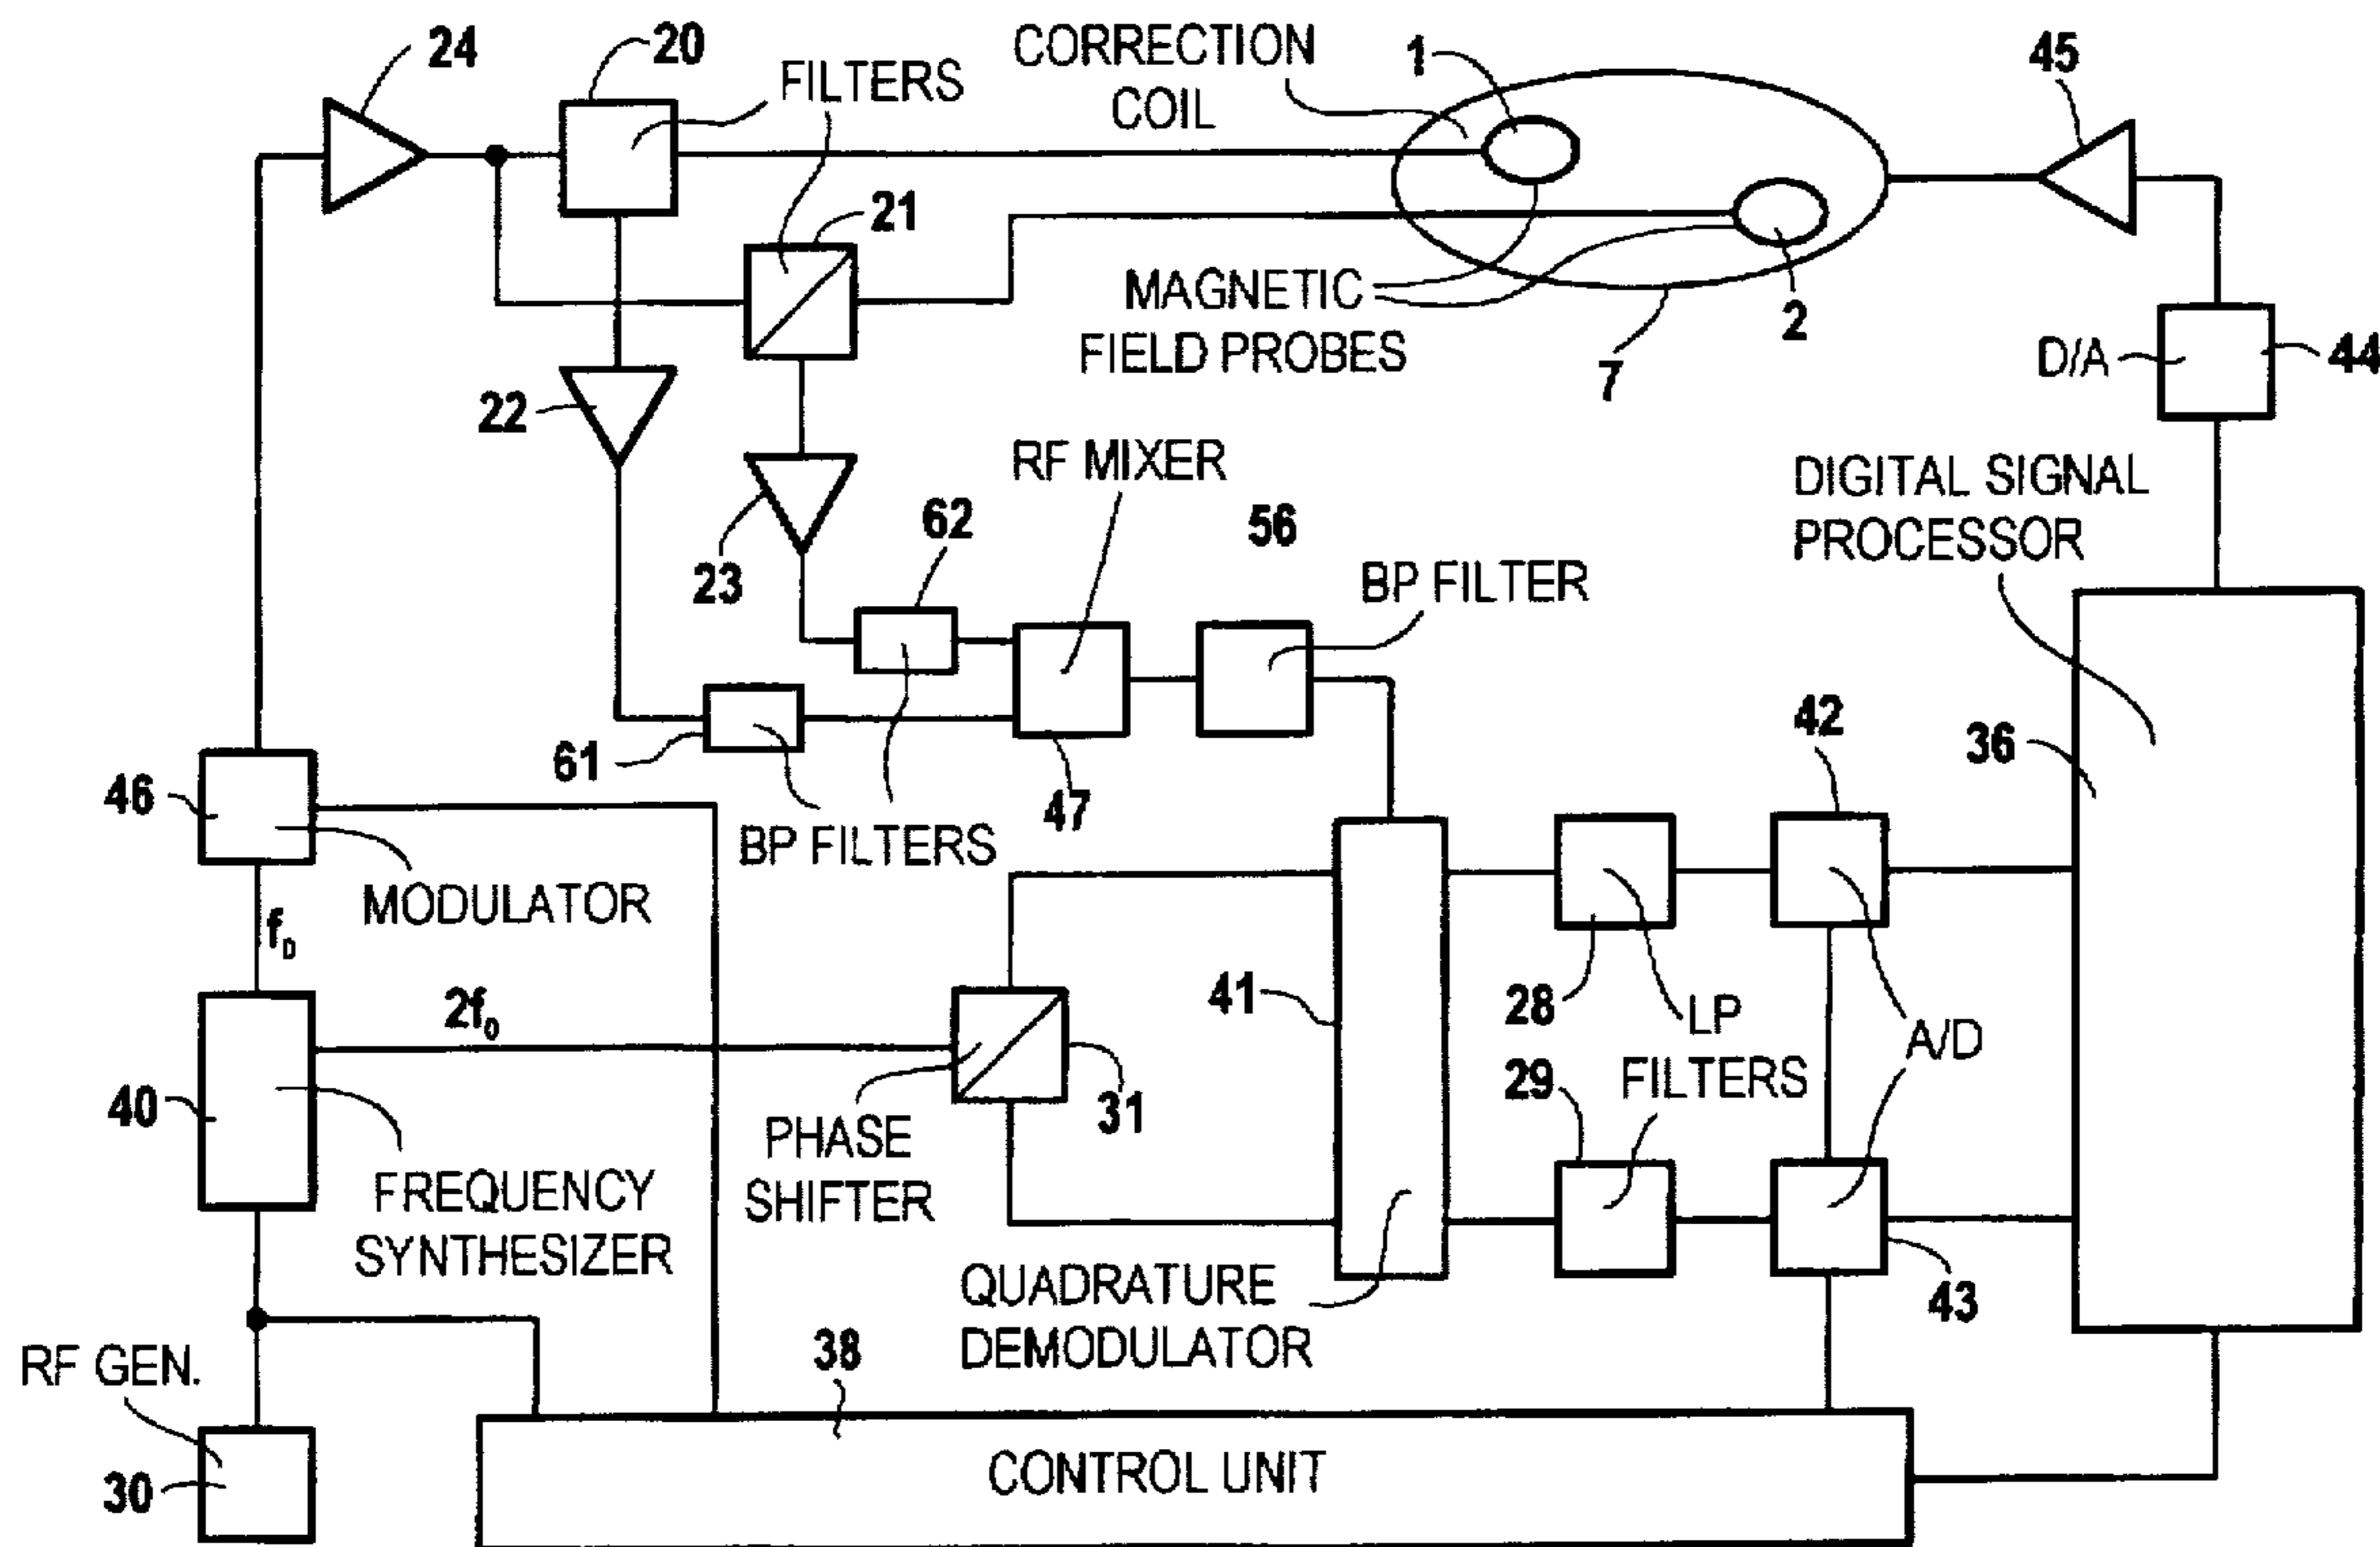 24
20
FILTERS
CORRECTION
COIL
1
45
21
MAGNETIC
FIELD PROBES
7
2
D/A
44
22
23
62
RF MIXER
56
BP FILTER
DIGITAL SIGNAL
PROCESSOR
61
47
BP FILTERS
42
36
46
MODULATOR
f₀
2f₀
40
FREQUENCY
SYNTHESIZER
PHASE
SHIFTER
31
41
28
LP
FILTERS
29
A/D
43
QUADRATURE
DEMODULATOR
RF GEN.
30
38
CONTROL UNIT